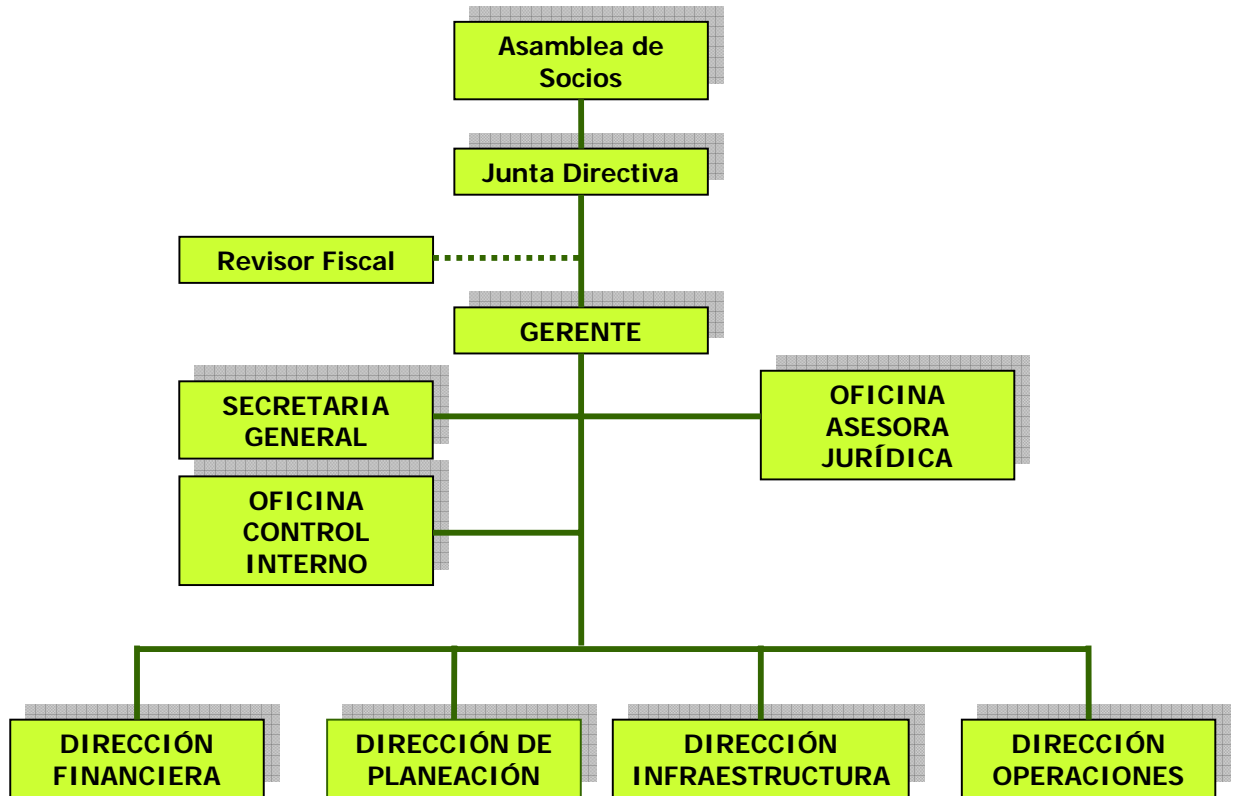 Asamblea de
Socios
Junta Directiva
Revisor Fiscal
GERENTE
SECRETARIA
GENERAL
OFICINA
ASESORA
JURÍDICA
OFICINA
CONTROL
INTERNO
DIRECCIÓN
FINANCIERA
DIRECCIÓN DE
PLANEACIÓN
DIRECCIÓN
INFRAESTRUCTURA
DIRECCIÓN
OPERACIONES